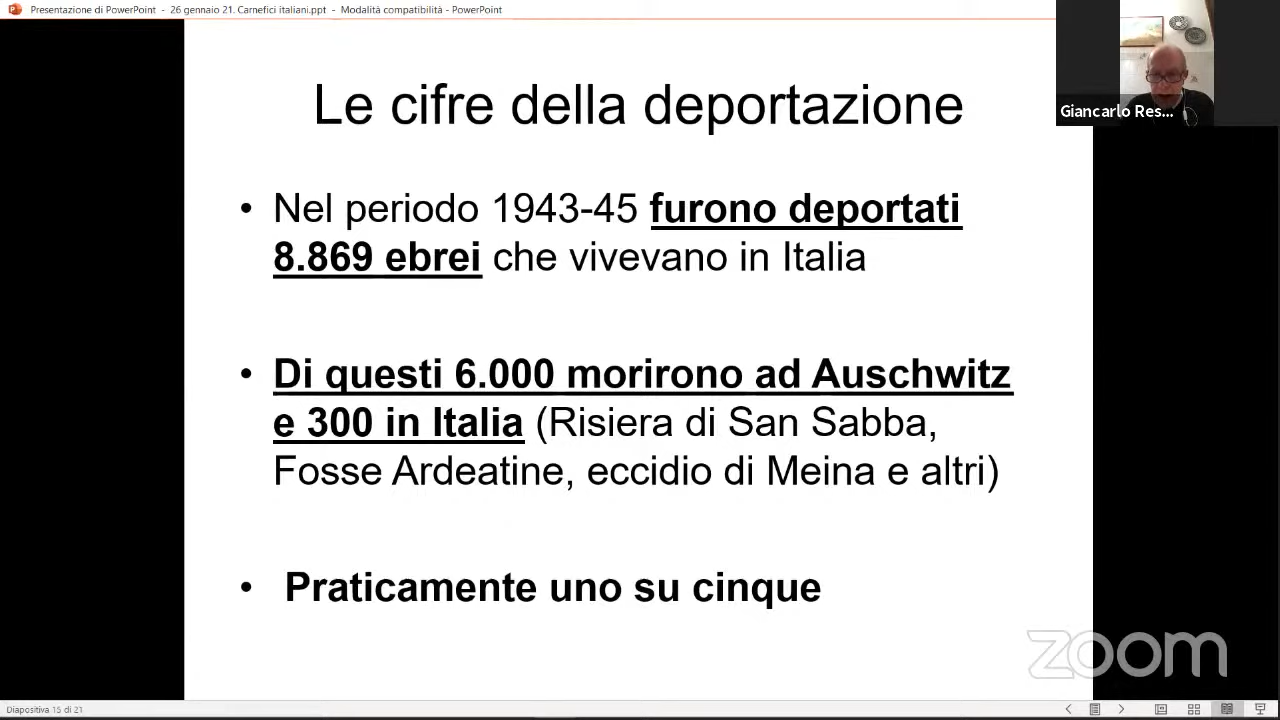 Presentazione di PowerPoint - 26 gennaio 21. Carnefici italiani.ppt - Modalità compatibilità - PowerPoint
Giancarlo Res...
Le cifre della deportazione
• Nel periodo 1943-45 furono deportati
8.869 ebrei che vivevano in Italia
• Di questi 6.000 morirono ad Auschwitz
e 300 in Italia (Risiera di San Sabba,
Fosse Ardeatine, eccidio di Meina e altri)
• Praticamente uno su cinque
zoom
Diapositiva 15 di 21